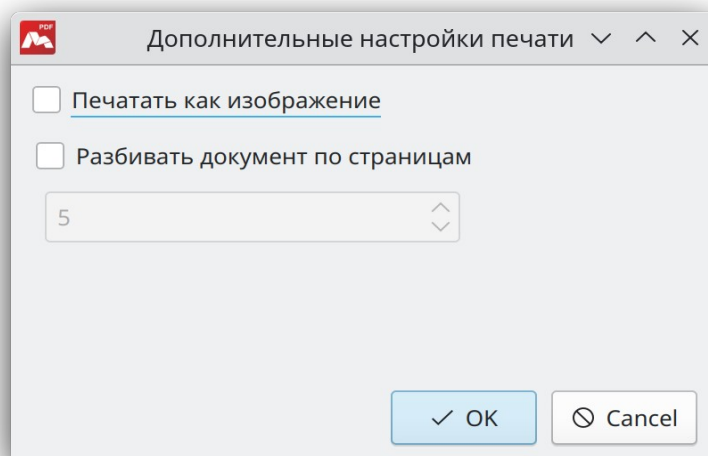 PDF
Дополнительные настройки печати
Печатать как изображение
Разбивать документ по страницам
5
OK
Cancel